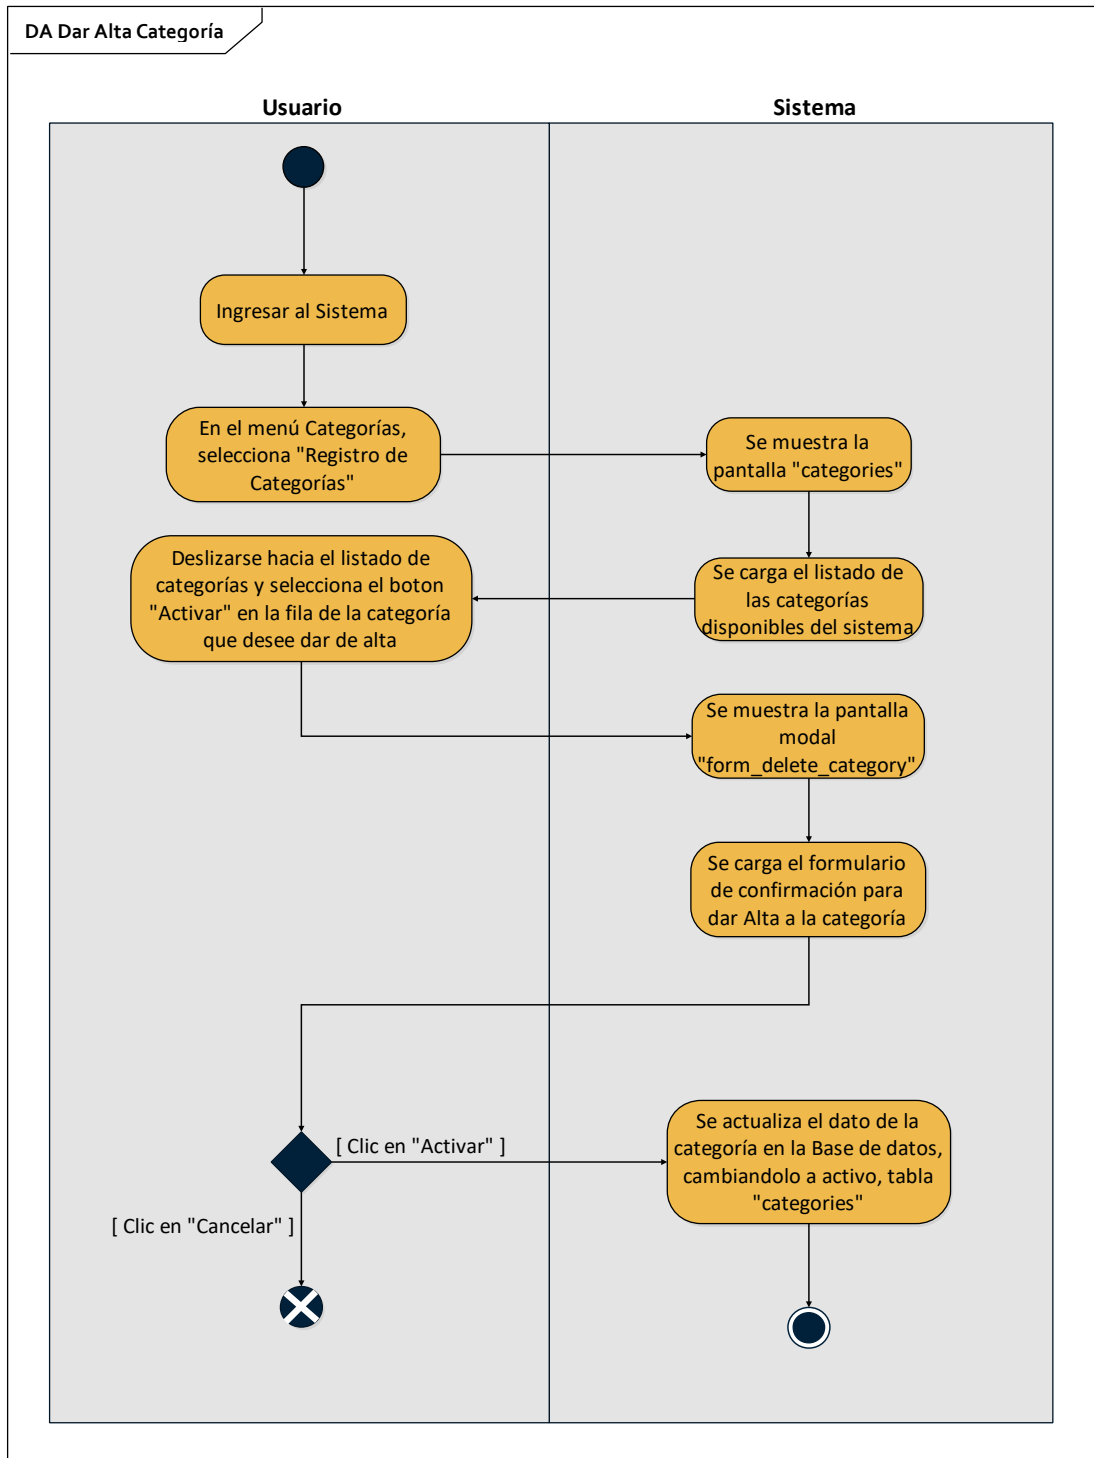 DA Dar Alta Categoría
Usuario
Sistema
Ingresar al Sistema
En el menú Categorías,
selecciona "Registro de
Categorías"
Se muestra la
pantalla "categories"
Deslizarse hacia el listado de
categorías y selecciona el boton
"Activar" en la fila de la categoría
que desee dar de alta
Se carga el listado de
las categorías
disponibles del sistema
Se muestra la pantalla
modal
"form_delete_category"
Se carga el formulario
de confirmación para
dar Alta a la categoría
[ Clic en "Activar" ]
Se actualiza el dato de la
categoría en la Base de datos,
cambiandolo a activo, tabla
"categories"
[ Clic en "Cancelar" ]